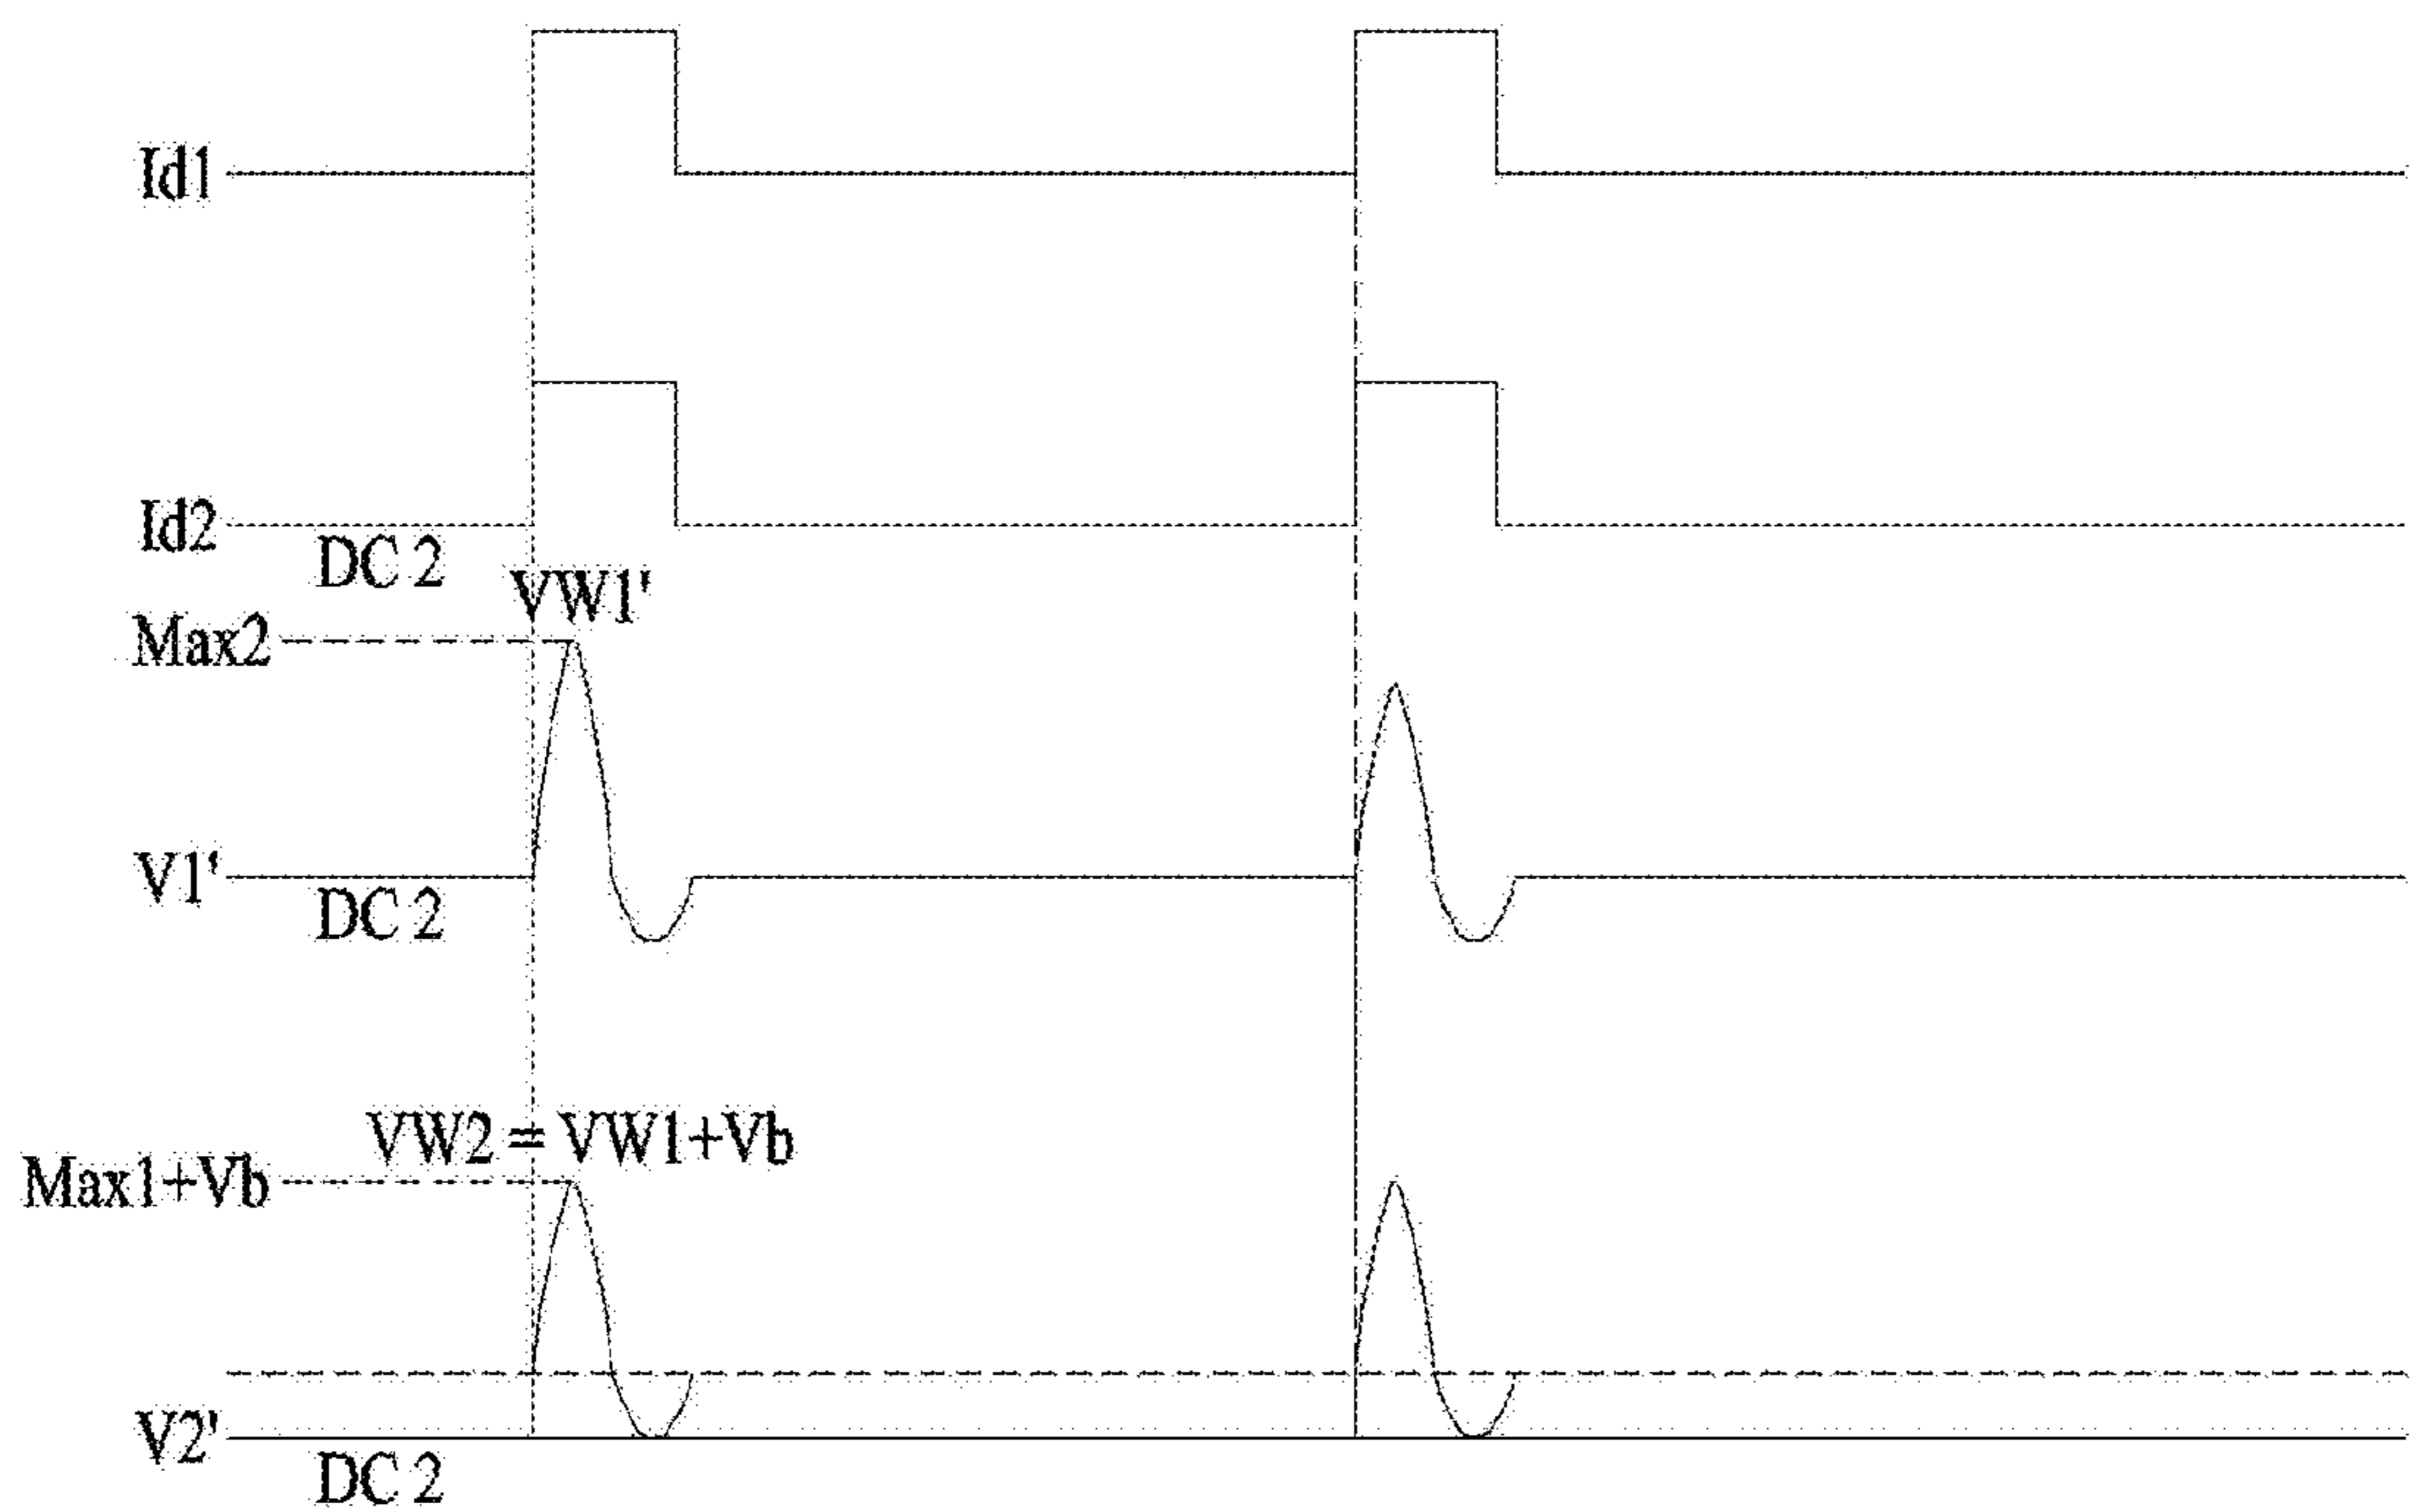 Id1
Id2
DC 2
VW1'
Max2
V1'
DC 2
VW2 = VW1+Vb
Max1+Vb
V2'
DC 2